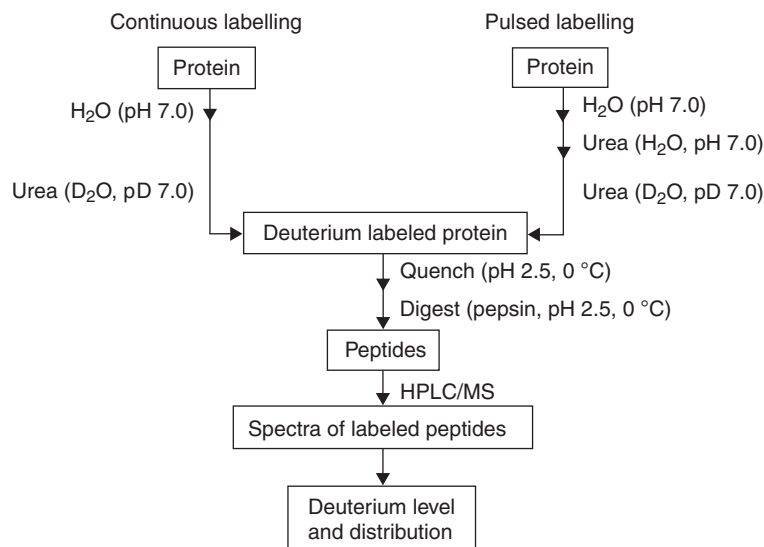 Continuous labelling
Pulsed labelling
Protein
Protein
H₂O (pH 7.0)
H₂O (pH 7.0)
Urea (H₂O, pH 7.0)
Urea (D₂O, pD 7.0)
Urea (D₂O, pD 7.0)
Deuterium labeled protein
Quench (pH 2.5, 0 °C)
Digest (pepsin, pH 2.5, 0 °C)
Peptides
HPLC/MS
Spectra of labeled peptides
Deuterium level
and distribution